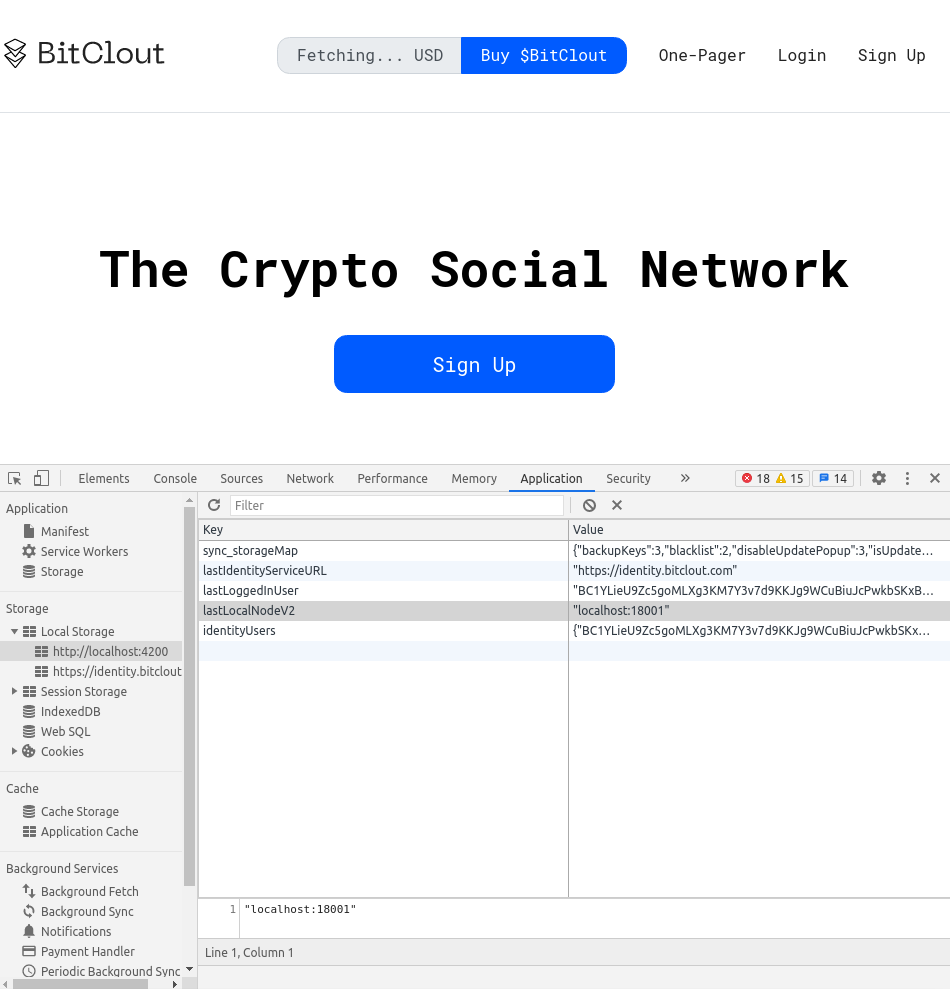 BitClout
Fetching... USD
Buy $BitClout
One-Pager
Login
Sign Up
The Crypto Social Network
Sign Up
Elements
Console
Sources
Network
Performance
Memory
Application
Security
18
15
14
Application
Manifest
Service Workers
Storage
Storage
Local Storage
http://localhost:4200
https://identity.bitclout
Session Storage
IndexedDB
Web SQL
Cookies
Cache
Cache Storage
Application Cache
Background Services
Background Fetch
Background Sync
Notifications
Payment Handler
Periodic Background Sync
Filter
Key
Value
sync_storageMap
{"backupKeys":3,"blacklist":2,"disableUpdatePopup":3,"isUpdate...
lastIdentityServiceURL
"https://identity.bitclout.com"
lastLoggedInUser
"BC1YLieU9Zc5goMLXg3KM7Y3v7d9KKJg9WCuBiuJcPwkbSKxB...
lastLocalNodeV2
"localhost:18001"
identityUsers
{"BC1YLieU9Zc5goMLXg3KM7Y3v7d9KKJg9WCuBiuJcPwkbSKx...
1
"localhost:18001"
Line 1, Column 1